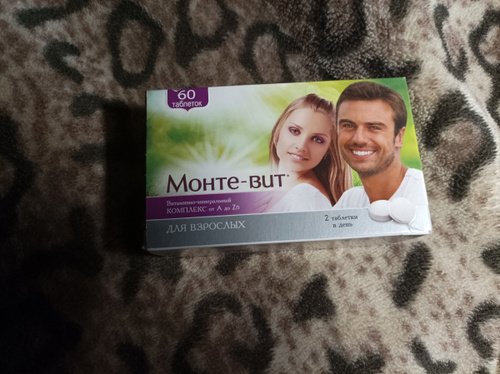 60
таблеток
Монте-вит®
Витаминно-минеральный
КОМПЛЕКС от А до Zn
2 таблетки
в день
ДЛЯ ВЗРОСЛЫХ